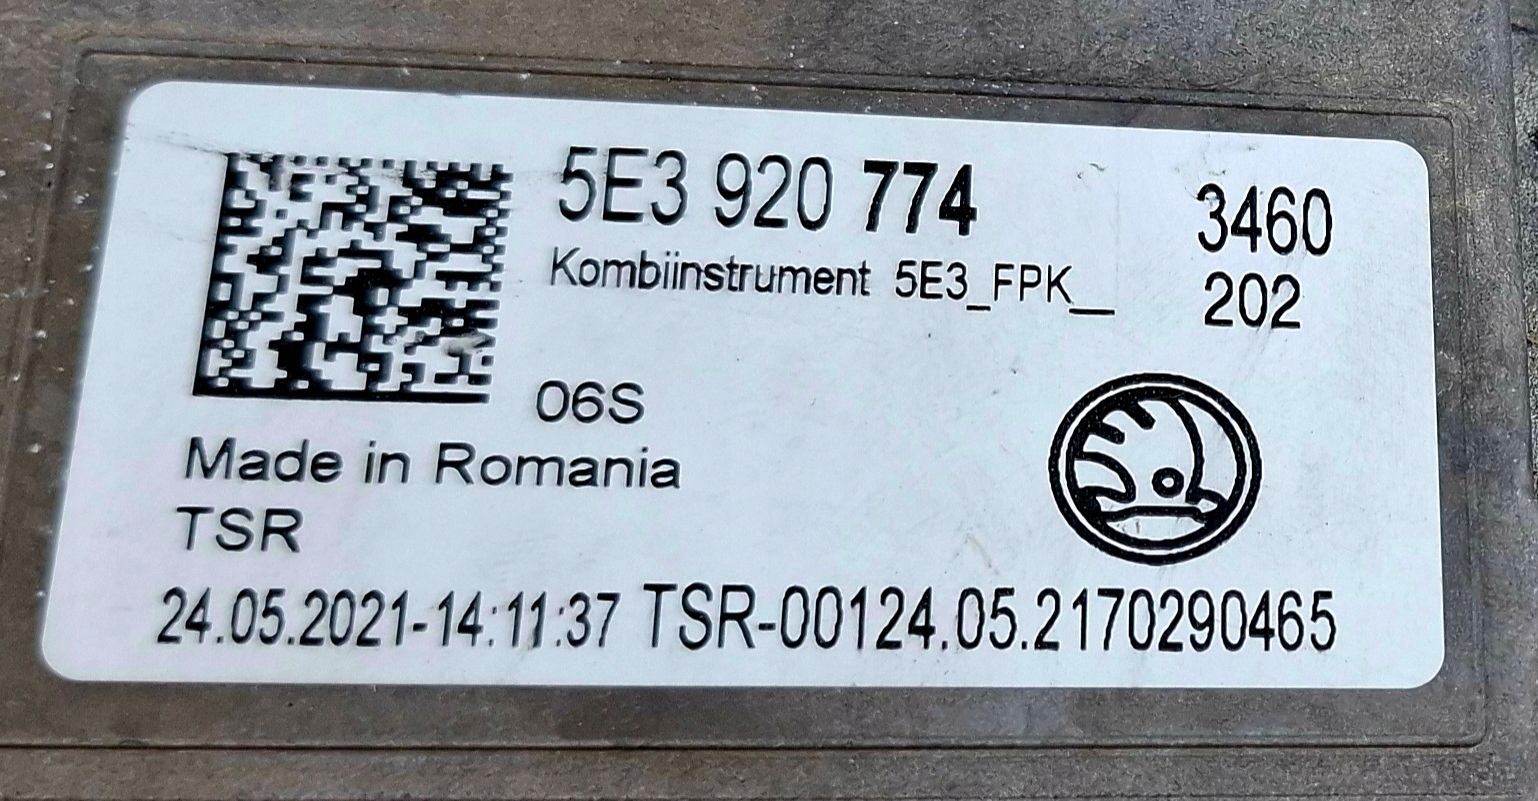 5E3 920 774
3460
Kombiinstrument 5E3_FPK__
202
06S
Made in Romania
TSR
24.05.2021-14:11:37 TSR-00124.05.2170290465